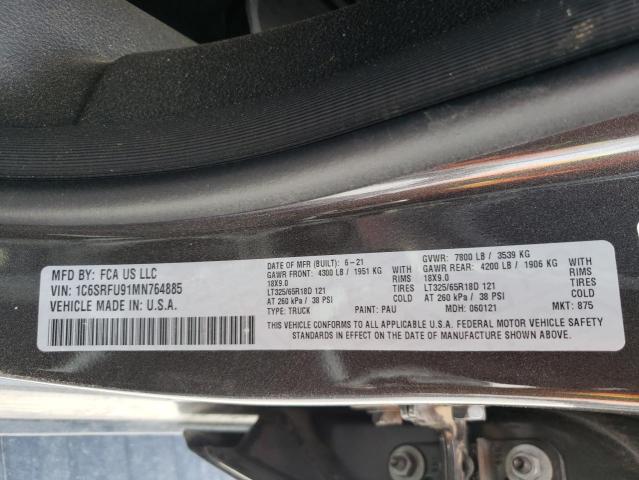 MFD BY: FCA US LLC
VIN: 1C6SRFU91MN764885
VEHICLE MADE IN U.S.A.
DATE OF MFR (BUILT): 6-21
GAWR FRONT: 4300 LB / 1951 KG WITH
18X9.0 RIMS
LT325/65R18D 121 TIRES
AT 260 kPa / 38 PSI COLD
TYPE: TRUCK PAINT: PAU
GVWR: 7800 LB / 3539 KG
GAWR REAR: 4200 LB / 1906 KG WITH
18X9.0 RIMS
LT325/65R18D 121 TIRES
AT 260 kPa / 38 PSI COLD
MDH: 060121 MKT: 875
THIS VEHICLE CONFORMS TO ALL APPLICABLE U.S.A. FEDERAL MOTOR VEHICLE SAFETY
STANDARDS IN EFFECT ON THE DATE OF MANUFACTURE SHOWN ABOVE.